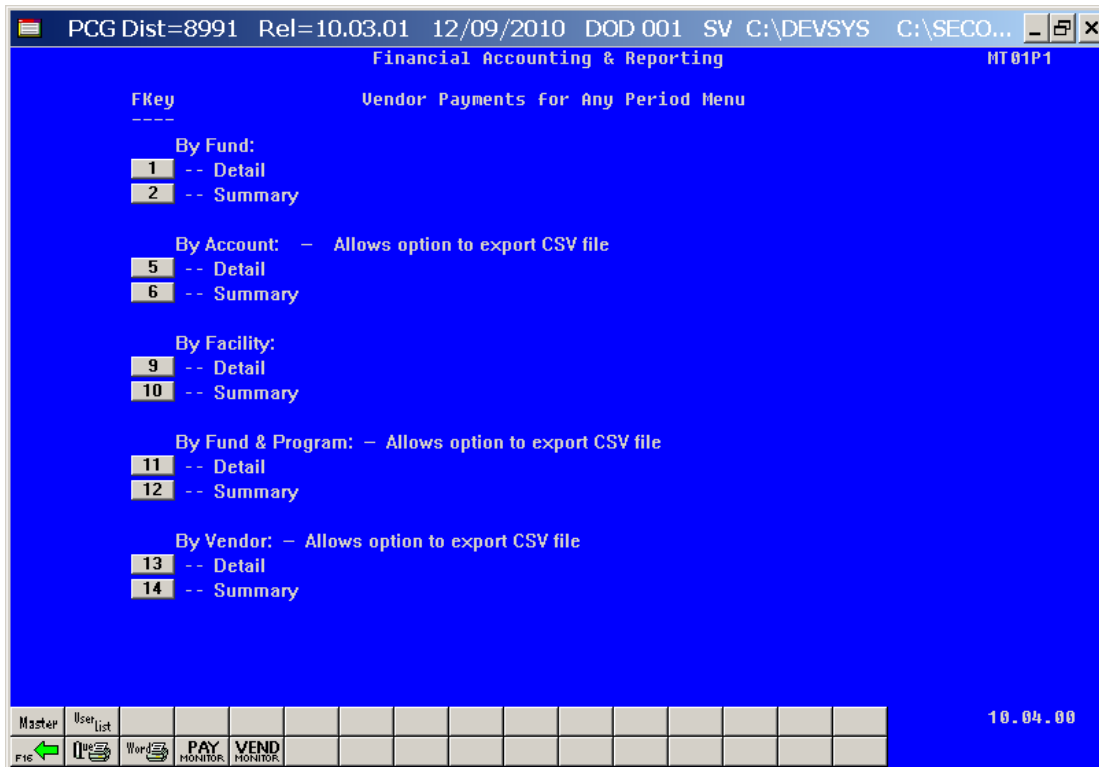 PCG Dist=8991 Rel=10.03.01 12/09/2010 DOD 001 SV C:\DEVSYS C:\SECO...
Financial Accounting & Reporting MT01P1
FKey Vendor Payments for Any Period Menu
----
By Fund:
1 -- Detail
2 -- Summary
By Account: – Allows option to export CSV file
5 -- Detail
6 -- Summary
By Facility:
9 -- Detail
10 -- Summary
By Fund & Program: – Allows option to export CSV file
11 -- Detail
12 -- Summary
By Vendor: – Allows option to export CSV file
13 -- Detail
14 -- Summary
Master User List 10.04.00
F16 Que Word PAY MONITOR VEND MONITOR